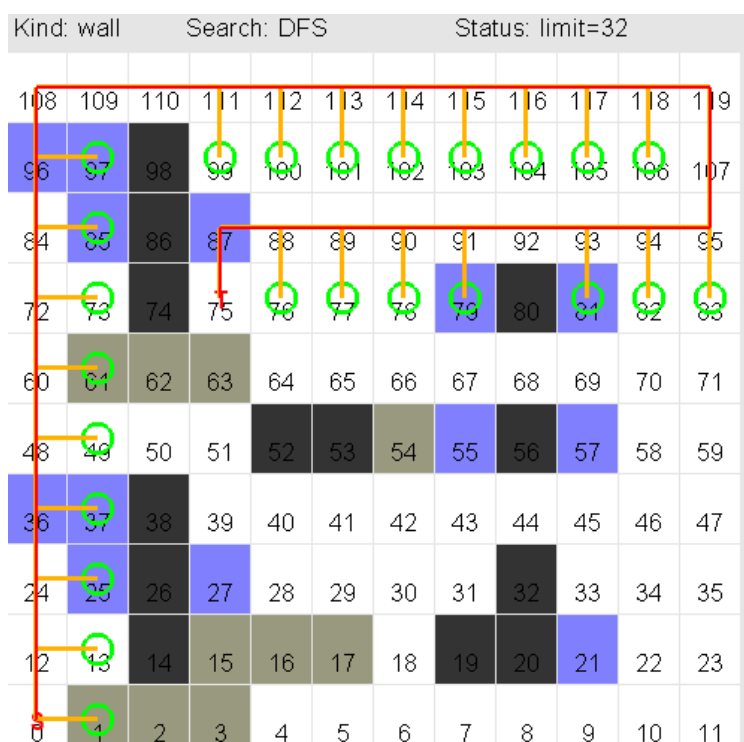 Kind: wall Search: DFS Status: limit=32
108 109 110 111 112 113 114 115 116 117 118 119
96 97 98 99 100 101 102 103 104 105 106 107
84 85 86 87 88 89 90 91 92 93 94 95
72 73 74 75 76 77 78 79 80 81 82 83
T
60 61 62 63 64 65 66 67 68 69 70 71
48 49 50 51 52 53 54 55 56 57 58 59
36 37 38 39 40 41 42 43 44 45 46 47
24 25 26 27 28 29 30 31 32 33 34 35
12 13 14 15 16 17 18 19 20 21 22 23
S
0 1 2 3 4 5 6 7 8 9 10 11